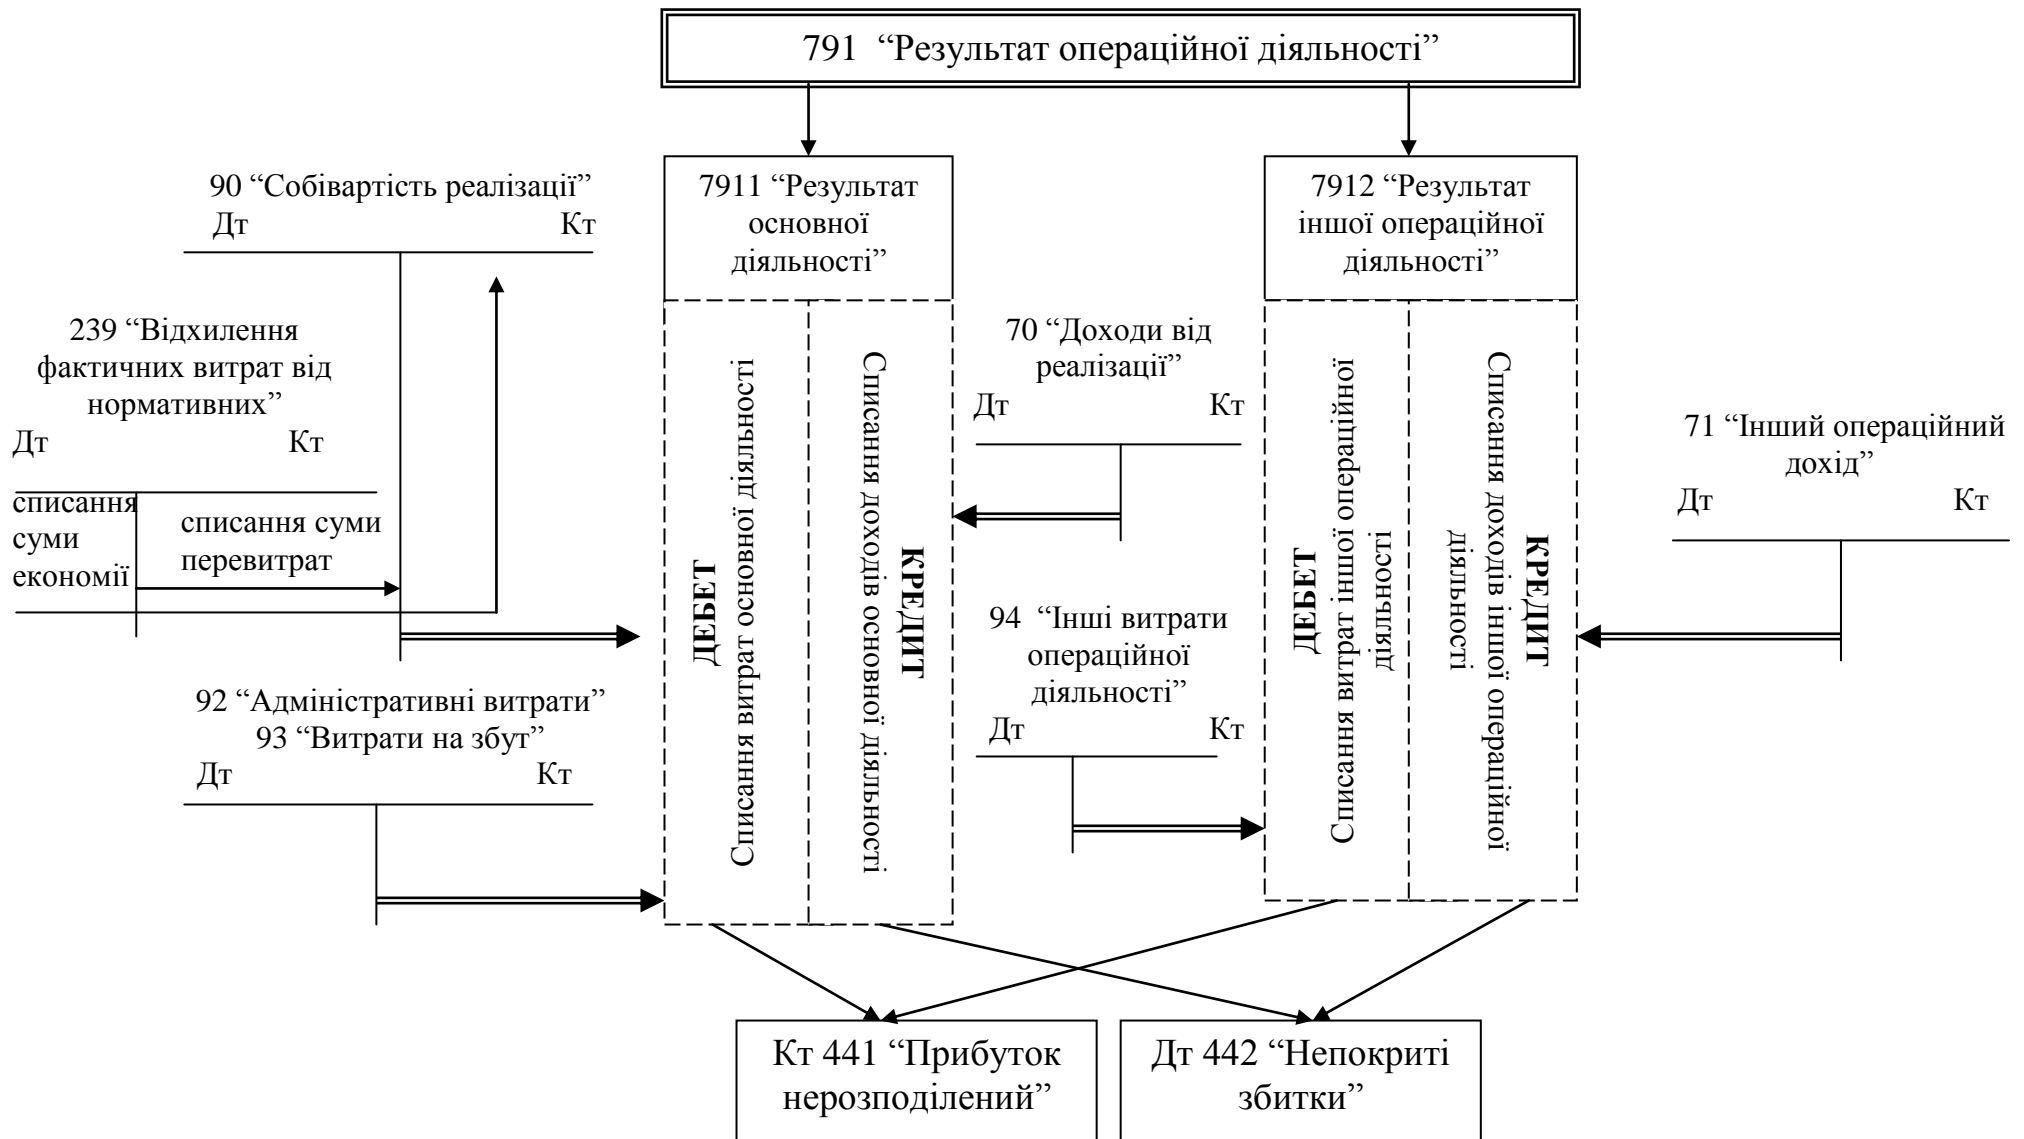 791 “Результат операційної діяльності”
90 “Собівартість реалізації”
Дт Кт
7911 “Результат
основної
діяльності”
7912 “Результат
іншої операційної
діяльності”
239 “Відхилення
фактичних витрат від
нормативних”
Дт Кт
списання
суми
економії
списання суми
перевитрат
92 “Адміністративні витрати”
93 “Витрати на збут”
Дт Кт
ДЕБЕТ
Списання витрат основної діяльності
КРЕДИТ
Списання доходів основної діяльності
70 “Доходи від
реалізації”
Дт Кт
94 “Інші витрати
операційної
діяльності”
Дт Кт
ДЕБЕТ
Списання витрат іншої операційної
діяльності
КРЕДИТ
Списання доходів іншої операційної
діяльності
71 “Інший операційний
дохід”
Дт Кт
Кт 441 “Прибуток
нерозподілений”
Дт 442 “Непокриті
збитки”